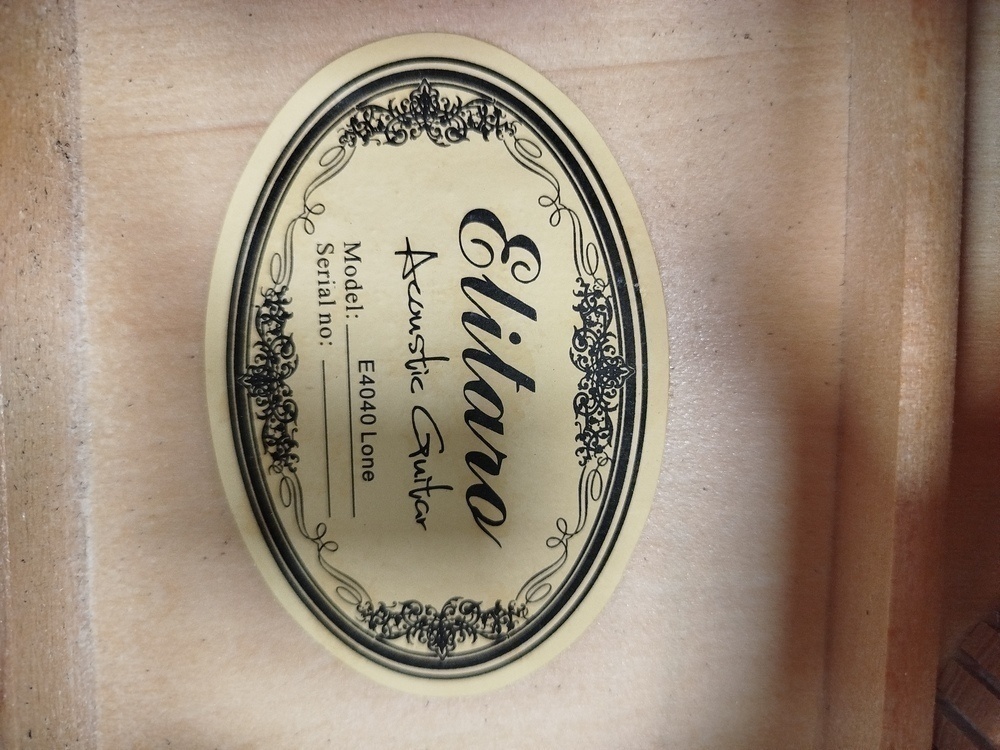 Elitaro
Acoustic Guitar
Model: E4040 Lone
Serial no: